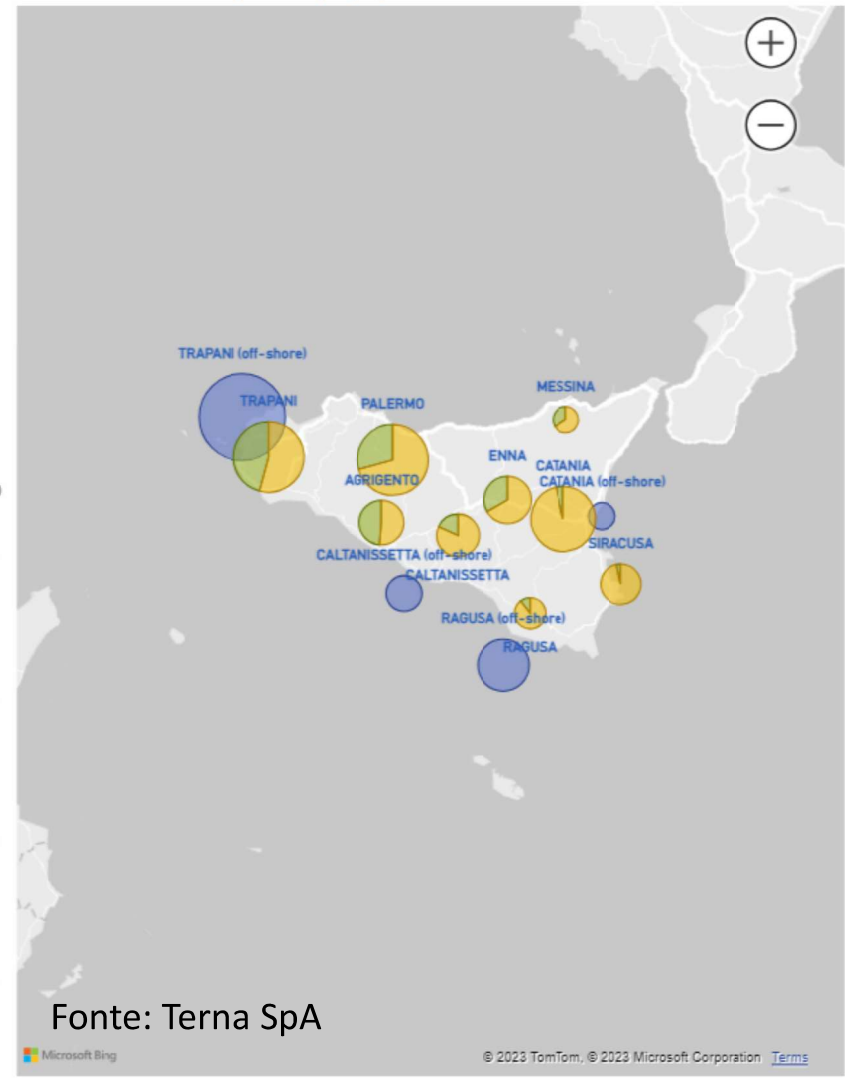 +
−
TRAPANI (off-shore)
TRAPANI
PALERMO
MESSINA
AGRIGENTO
ENNA
CATANIA
CATANIA (off-shore)
SIRACUSA
CALTANISSETTA (off-shore)
CALTANISSETTA
RAGUSA (off-shore)
RAGUSA
Fonte: Terna SpA
Microsoft Bing
© 2023 TomTom, © 2023 Microsoft Corporation Terms